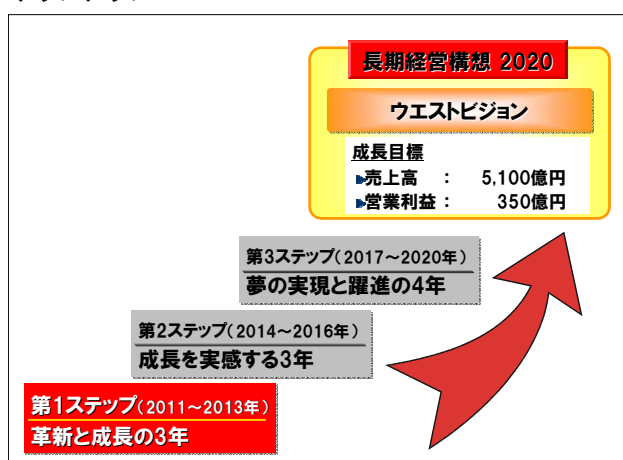 長期経営構想 2020
ウエストビジョン
成長目標
売上高 : 5,100億円
営業利益 : 350億円
第3ステップ(2017～2020年)
夢の実現と躍進の4年
第2ステップ(2014～2016年)
成長を実感する3年
第1ステップ(2011～2013年)
革新と成長の3年